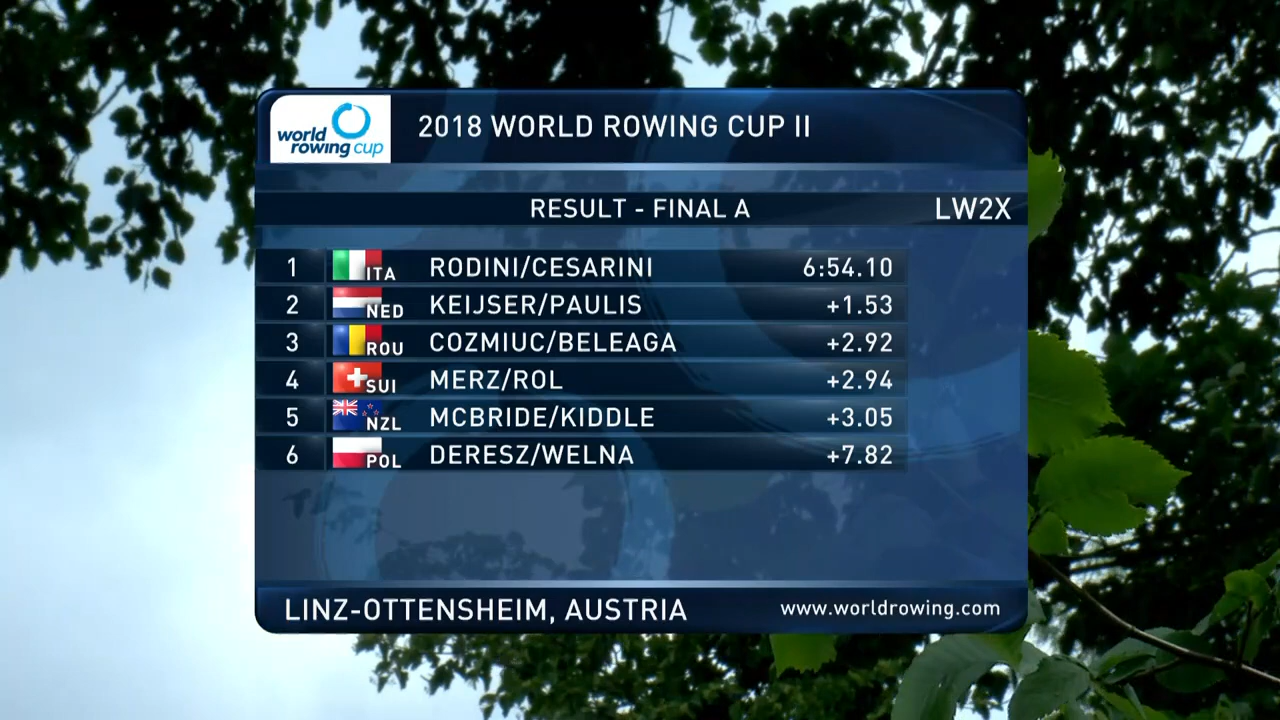 world
rowing cup
2018 WORLD ROWING CUP II
RESULT - FINAL A LW2X
1 ITA RODINI/CESARINI 6:54.10
2 NED KEIJSER/PAULIS +1.53
3 ROU COZMIUC/BELEAGA +2.92
4 SUI MERZ/ROL +2.94
5 NZL MCBRIDE/KIDDLE +3.05
6 POL DERESZ/WELNA +7.82
LINZ-OTTENSHEIM, AUSTRIA www.worldrowing.com